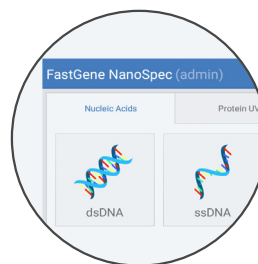 FastGene NanoSpec (admin)
Nucleic Acids Protein UV
dsDNA ssDNA